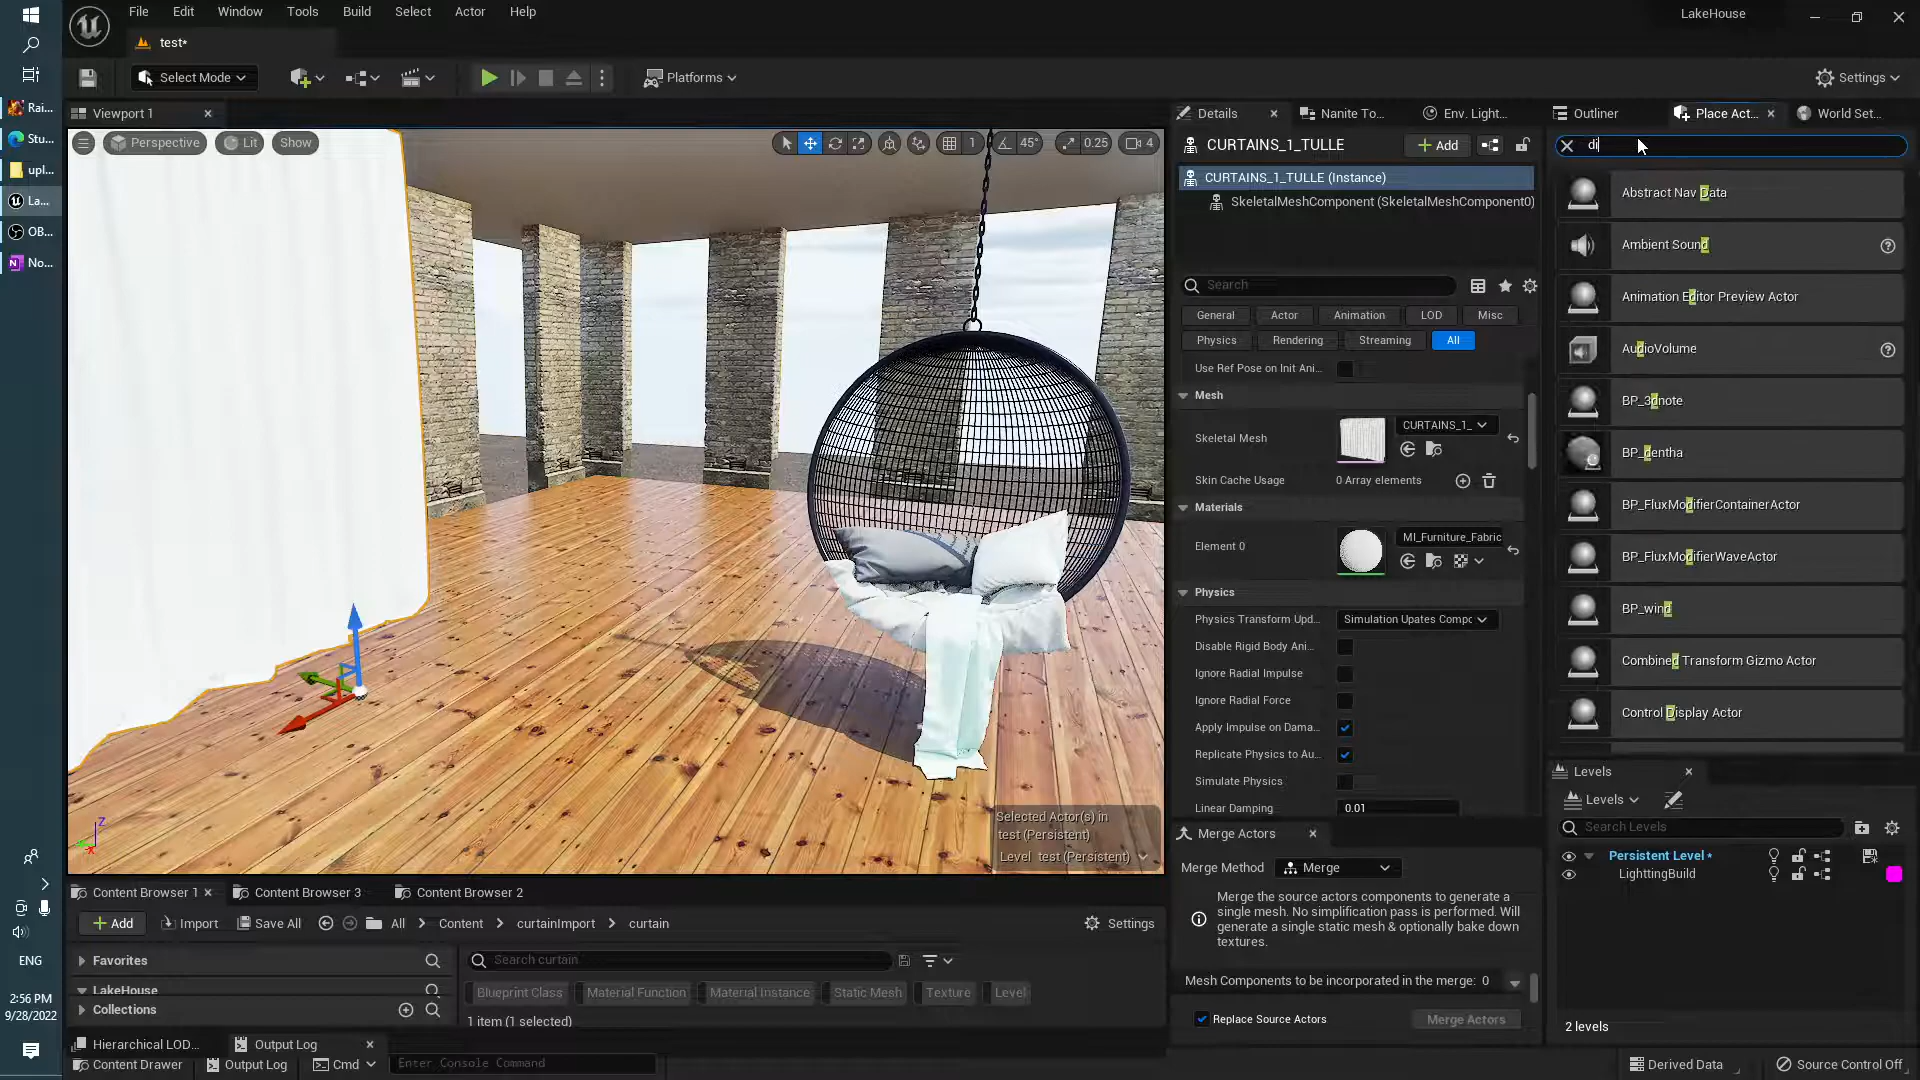 File Edit Window Tools Build Select Actor Help
LakeHouse
test*
Select Mode
Platforms
Settings
Rai...
Stu...
upl...
La...
OB...
No...
ENG
2:56 PM
9/28/2022
Viewport 1
Perspective
Lit
Show
1
45°
0.25
4
Z
X
Selected Actor(s) in
test (Persistent)
Level test (Persistent)
Details
Nanite To...
Env. Light...
CURTAINS_1_TULLE
Add
CURTAINS_1_TULLE (Instance)
SkeletalMeshComponent (SkeletalMeshComponent0)
Search
General Actor Animation LOD Misc
Physics Rendering Streaming All
Use Ref Pose on Init Ani...
Mesh
Skeletal Mesh
CURTAINS_1_
Skin Cache Usage
0 Array elements
Materials
Element 0
MI_Furniture_Fabric
Physics
Physics Transform Upd...
Simulation Upates Compc
Disable Rigid Body Ani...
Ignore Radial Impulse
Ignore Radial Force
Apply Impulse on Dama...
Replicate Physics to Au...
Simulate Physics
Linear Damping
0.01
Merge Actors
Merge Method
Merge
Merge the source actors components to generate a
single mesh. No simplification pass is performed. Will
generate a single static mesh & optionally bake down
textures.
Mesh Components to be incorporated in the merge: 0
Replace Source Actors
Merge Actors
Outliner
Place Act...
World Set...
di
Abstract Nav Data
Ambient Sound
Animation Editor Preview Actor
AudioVolume
BP_3dnote
BP_dentha
BP_FluxModifierContainerActor
BP_FluxModifierWaveActor
BP_wind
Combined Transform Gizmo Actor
Control Display Actor
Levels
Levels
Search Levels
Persistent Level *
LighttingBuild
2 levels
Content Browser 1
Content Browser 3
Content Browser 2
Add
Import
Save All
All
Content
curtainImport
curtain
Settings
Favorites
LakeHouse
Collections
Search curtain
Blueprint Class
Material Function
Material Instance
Static Mesh
Texture
Level
1 item (1 selected)
Hierarchical LOD...
Output Log
Content Drawer
Output Log
Cmd
Enter Console Command
Derived Data
Source Control Off